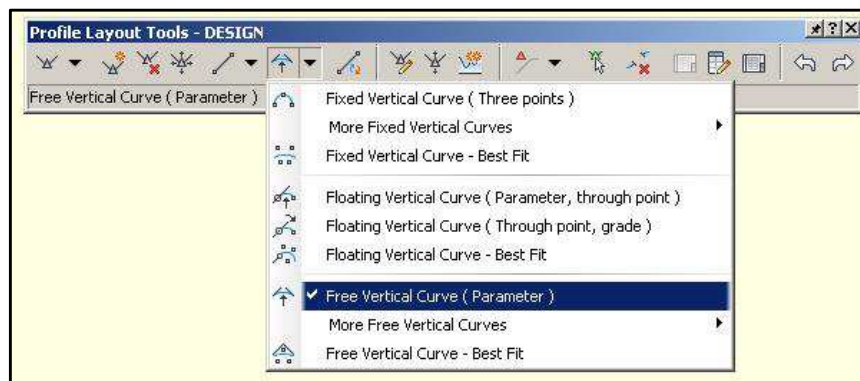 Profile Layout Tools - DESIGN
Free Vertical Curve ( Parameter )
Fixed Vertical Curve ( Three points )
More Fixed Vertical Curves
Fixed Vertical Curve - Best Fit
Floating Vertical Curve ( Parameter, through point )
Floating Vertical Curve ( Through point, grade )
Floating Vertical Curve - Best Fit
Free Vertical Curve ( Parameter )
More Free Vertical Curves
Free Vertical Curve - Best Fit